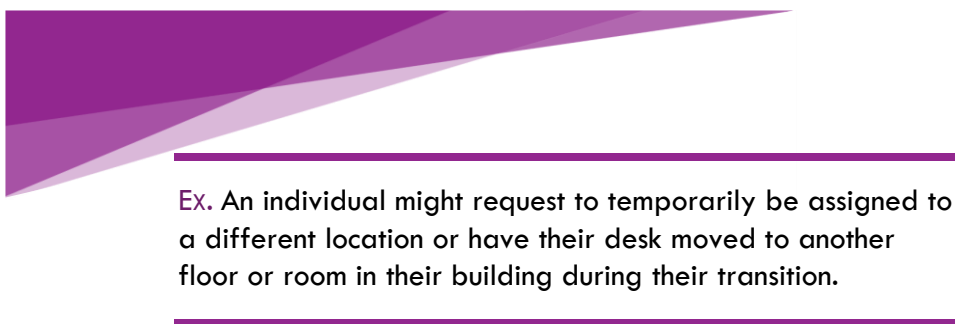 Ex. An individual might request to temporarily be assigned to
a different location or have their desk moved to another
floor or room in their building during their transition.